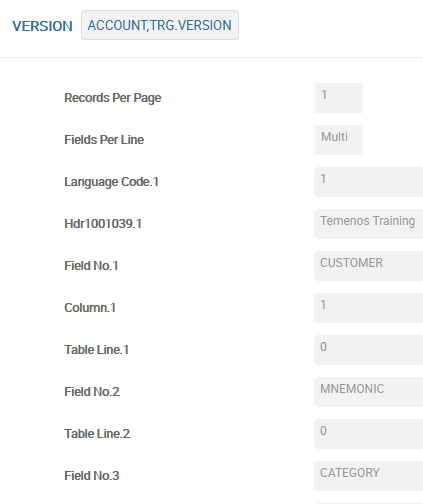 VERSION ACCOUNT,TRG.VERSION
Records Per Page 1
Fields Per Line Multi
Language Code.1 1
Hdr1001039.1 Temenos Training
Field No.1 CUSTOMER
Column.1 1
Table Line.1 0
Field No.2 MNEMONIC
Table Line.2 0
Field No.3 CATEGORY